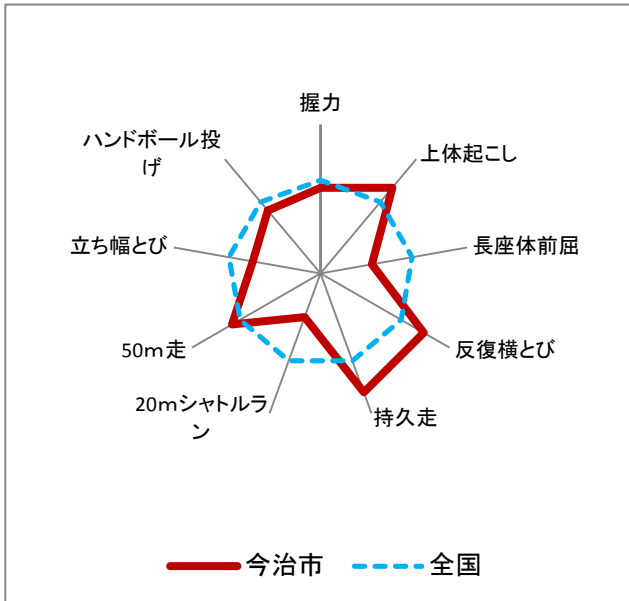 握力
上体起こし
長座体前屈
反復横とび
持久走
20mシャトルラ
ン
50m走
立ち幅とび
ハンドボール投
げ
今治市
全国